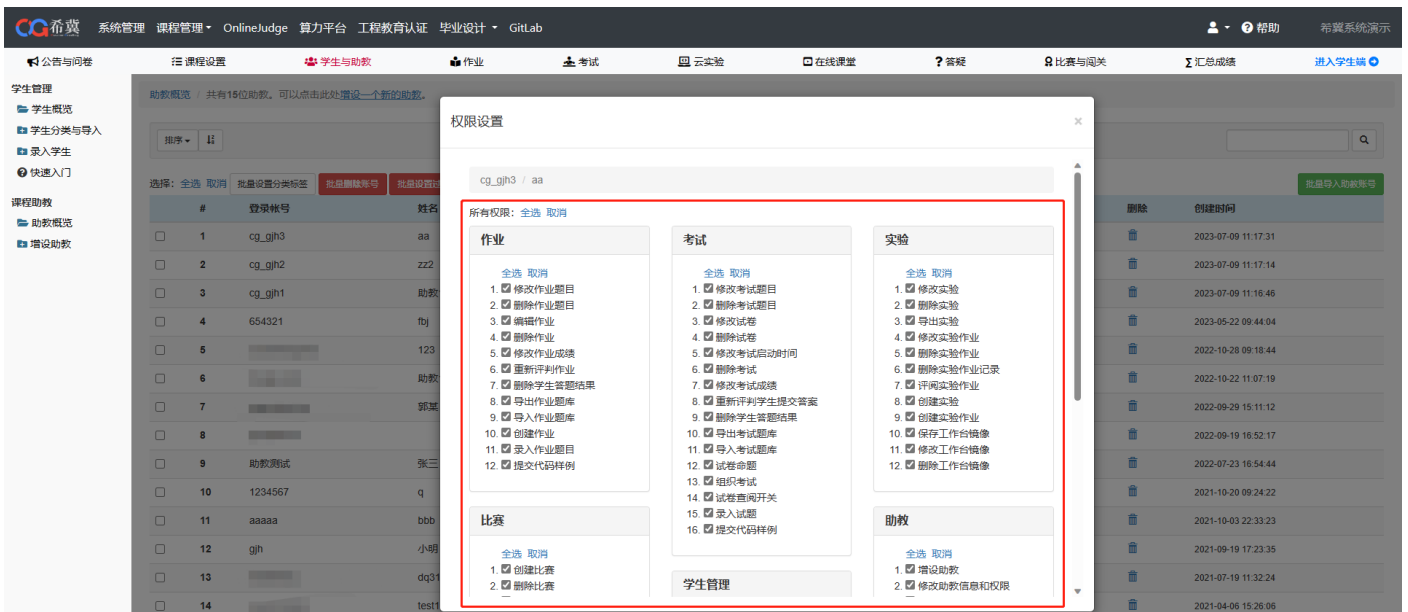 CG希冀 系统管理 课程管理 OnlineJudge 算力平台 工程教育认证 毕业设计 GitLab 帮助 希冀系统演示
公告与问卷 课程设置 学生与助教 作业 考试 云实验 在线课堂 答疑 比赛与闯关 汇总成绩 进入学生端
学生管理
学生概览
学生分类与导入
录入学生
快速入门
课程助教
助教概览
增设助教
助教概览 / 共有15位助教。可以点击此处增设一个新的助教。
排序
选择: 全选 取消 批量设置分类标签 批量删除账号 批量设置 批量导入助教账号
# 登录帐号 姓名 删除 创建时间
1 cg_gjh3 aa 2023-07-09 11:17:31
2 cg_gjh2 zz2 2023-07-09 11:17:14
3 cg_gjh1 助教 2023-07-09 11:16:46
4 654321 fbj 2023-05-22 09:44:04
5 123 2022-10-28 09:18:44
6 助教 2022-10-22 11:07:19
7 郭某 2022-09-29 15:11:12
8 2022-09-19 16:52:17
9 助教测试 张三 2022-07-23 16:54:44
10 1234567 q 2021-10-20 09:24:22
11 aaaaa bbb 2021-10-03 22:33:23
12 gjh 小明 2021-09-19 17:23:35
13 dq31 2021-07-19 11:32:24
14 test1 2021-04-06 15:26:06
权限设置 ×
cg_gjh3 / aa
所有权限: 全选 取消
作业
全选 取消
1. 修改作业题目
2. 删除作业题目
3. 编辑作业
4. 删除作业
5. 修改作业成绩
6. 重新评判作业
7. 删除学生答题结果
8. 导出作业题库
9. 导入作业题库
10. 创建作业
11. 录入作业题目
12. 提交代码样例
考试
全选 取消
1. 修改考试题目
2. 删除考试题目
3. 修改试卷
4. 删除试卷
5. 修改考试启动时间
6. 删除考试
7. 修改考试成绩
8. 重新评判学生提交答案
9. 删除学生答题结果
10. 导出考试题库
11. 导入考试题库
12. 试卷命题
13. 组织考试
14. 试卷查阅开关
15. 录入试题
16. 提交代码样例
实验
全选 取消
1. 修改实验
2. 删除实验
3. 导出实验
4. 修改实验作业
5. 删除实验作业
6. 删除实验作业记录
7. 评阅实验作业
8. 创建实验
9. 创建实验作业
10. 保存工作台镜像
11. 修改工作台镜像
12. 删除工作台镜像
比赛
全选 取消
1. 创建比赛
2. 删除比赛
学生管理
助教
全选 取消
1. 增设助教
2. 修改助教信息和权限